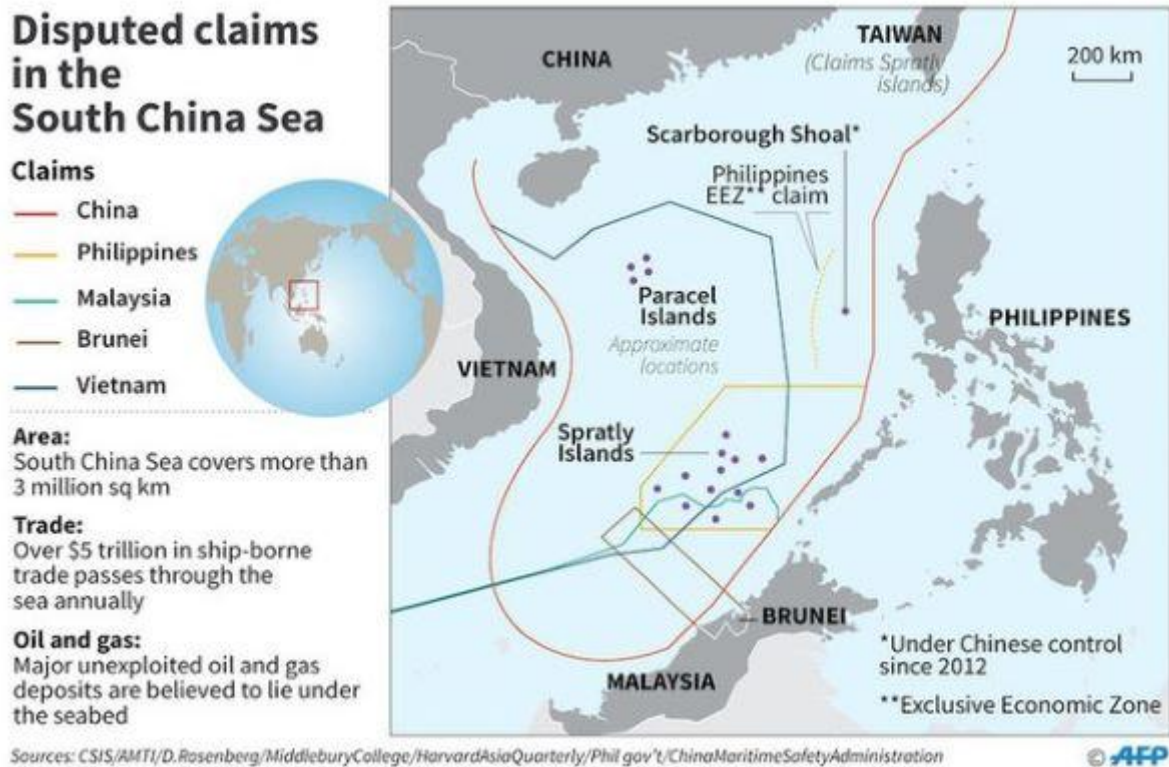 Disputed claims
in the
South China Sea
Claims
China
Philippines
Malaysia
Brunei
Vietnam
Area:
South China Sea covers more than
3 million sq km
Trade:
Over $5 trillion in ship-borne
trade passes through the
sea annually
Oil and gas:
Major unexploited oil and gas
deposits are believed to lie under
the seabed
CHINA
TAIWAN
(Claims Spratly
islands)
200 km
Scarborough Shoal*
Philippines
EEZ** claim
Paracel
Islands
Approximate
locations
PHILIPPINES
VIETNAM
Spratly
Islands
BRUNEI
MALAYSIA
*Under Chinese control
since 2012
**Exclusive Economic Zone
Sources: CSIS/AMTI/D.Rosenberg/MiddleburyCollege/HarvardAsiaQuarterly/Phil gov't/ChinaMaritimeSafetyAdministration
© AFP